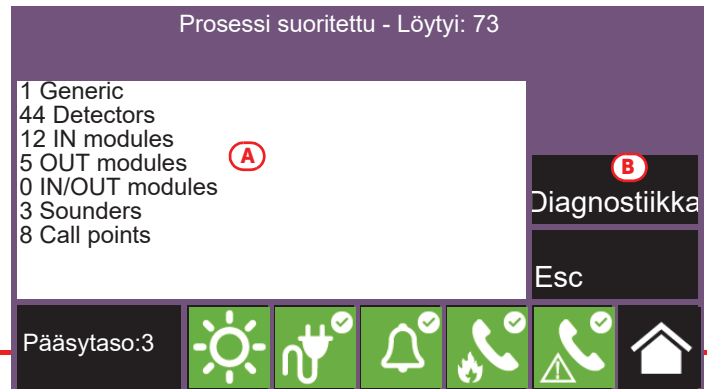 Prosessi suoritettu - Löytyi: 73
1 Generic
44 Detectors
12 IN modules
5 OUT modules
0 IN/OUT modules
3 Sounders
8 Call points
A
B
Diagnostiikka
Esc
Pääsytaso:3